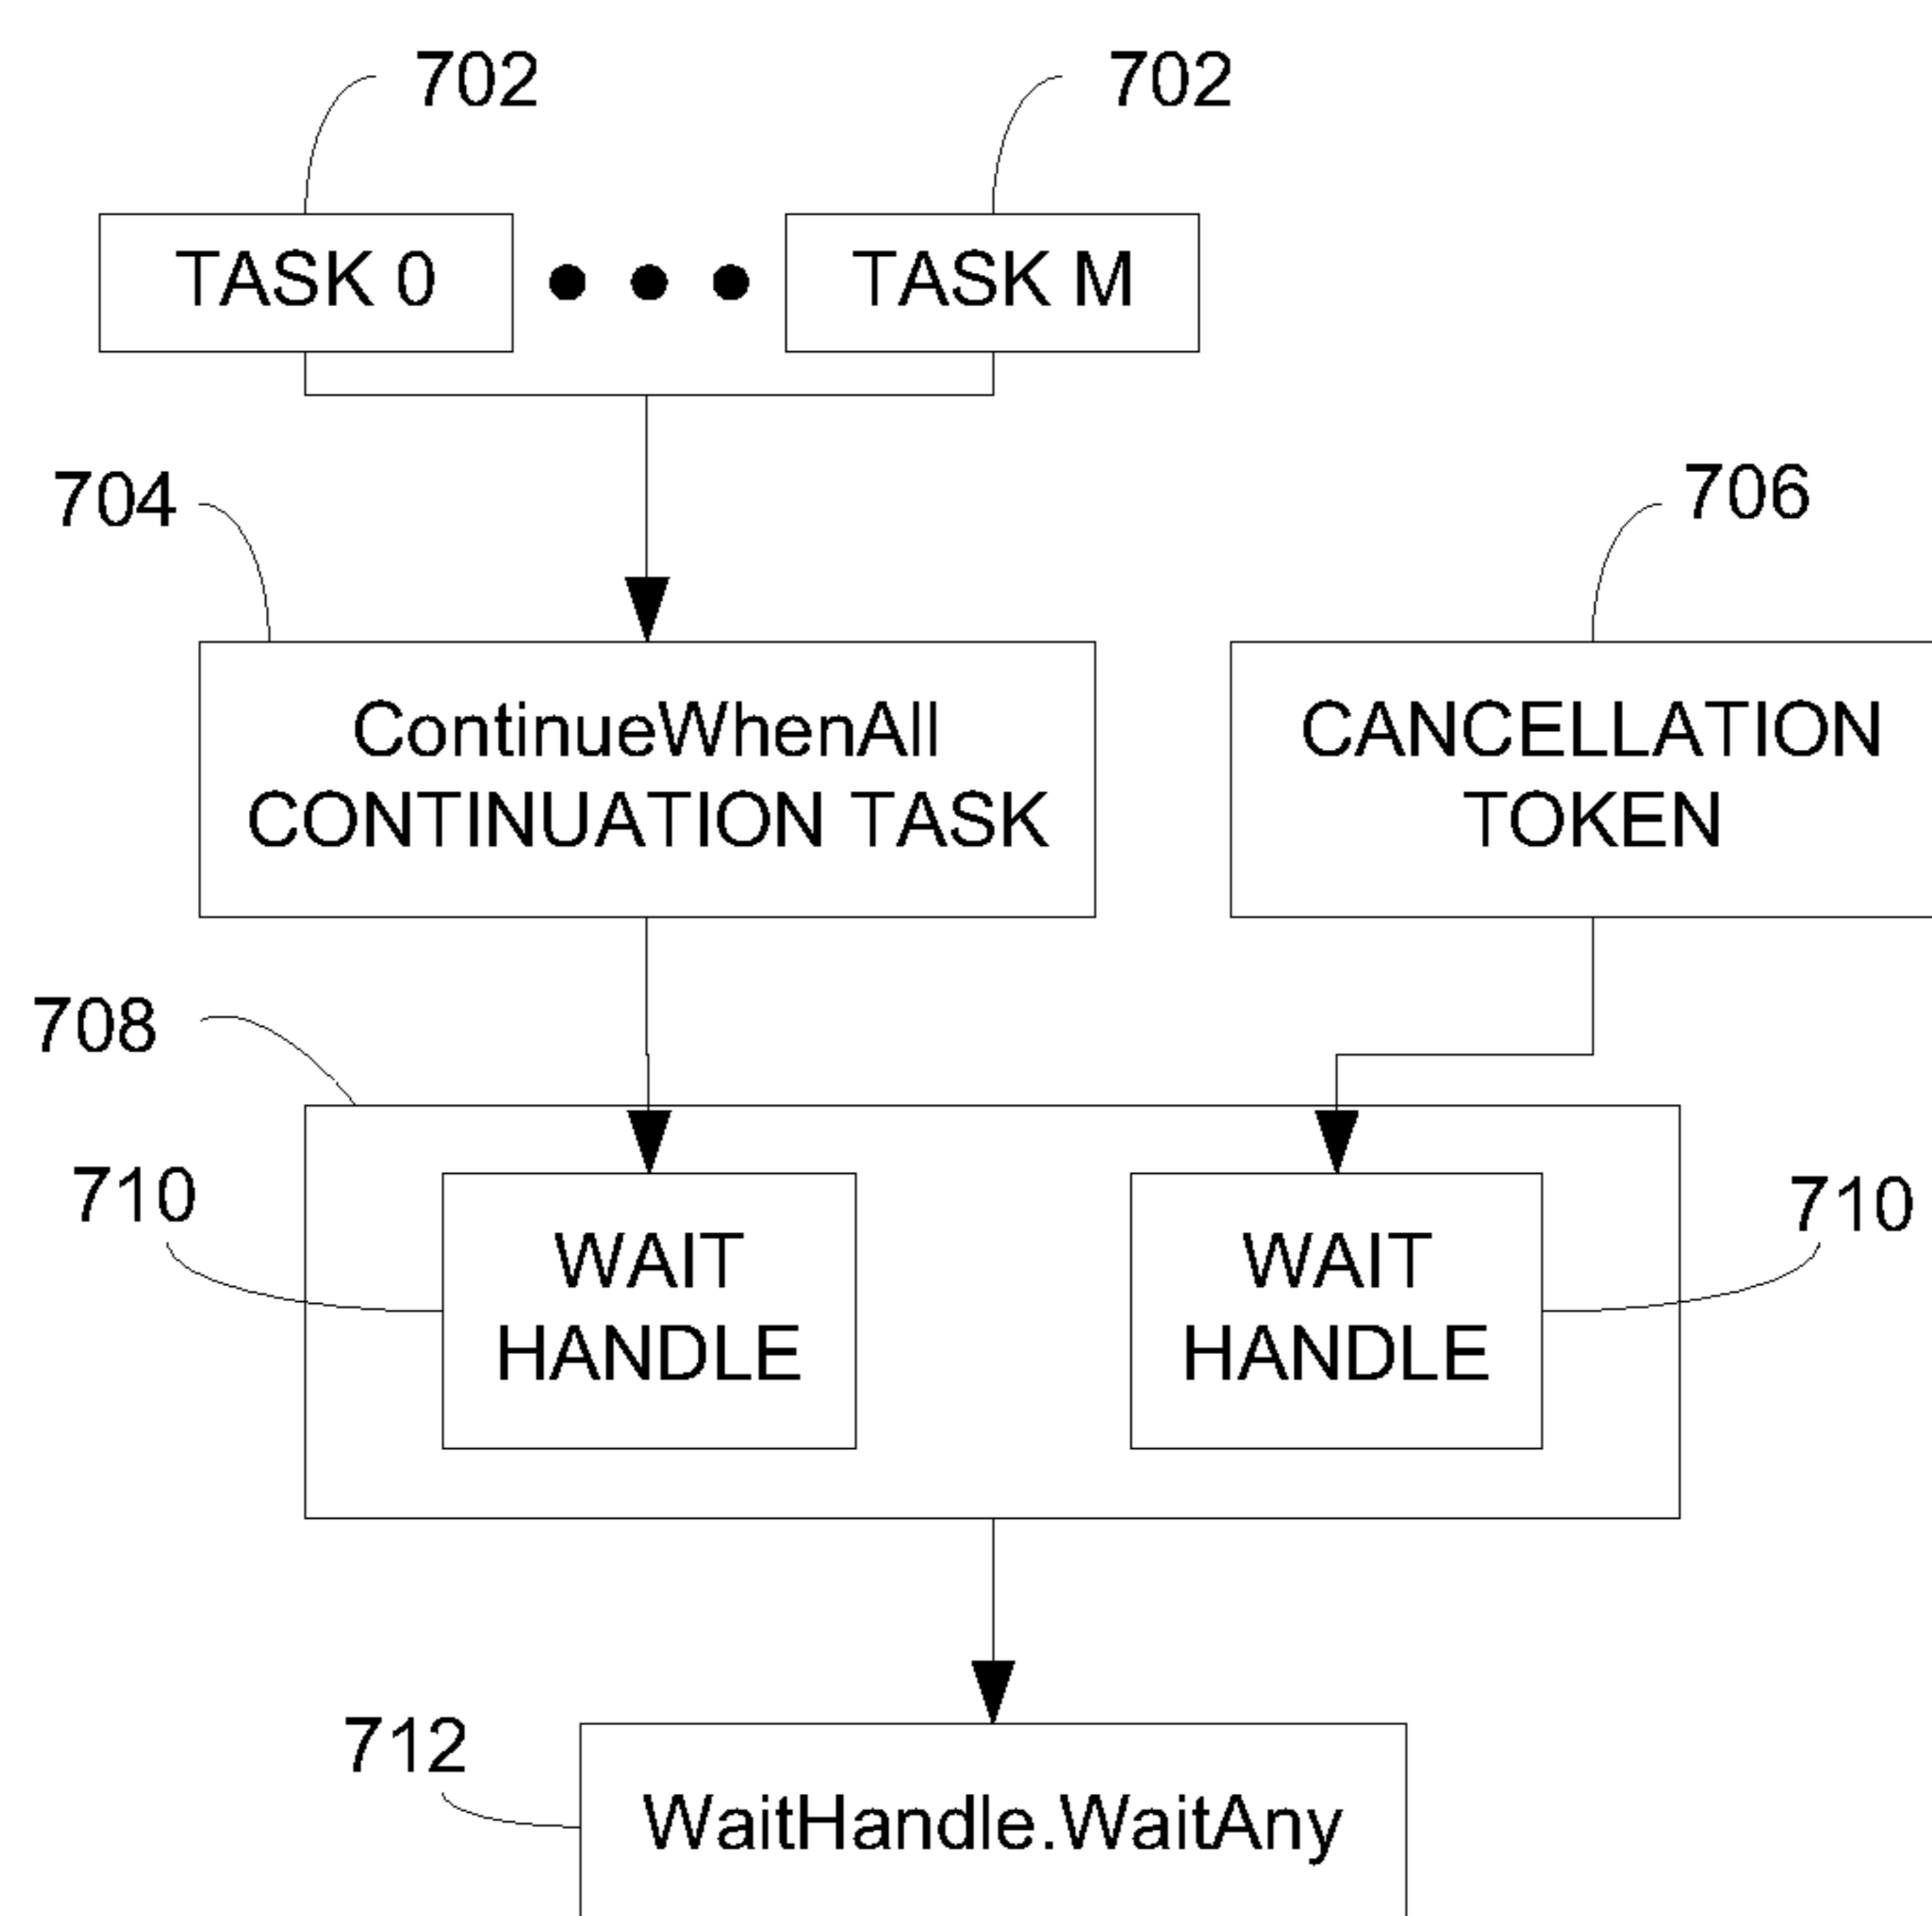 702 702
TASK 0 TASK M
704 706
ContinueWhenAll
CONTINUATION TASK
CANCELLATION
TOKEN
708
710 710
WAIT
HANDLE
WAIT
HANDLE
712
WaitHandle.WaitAny